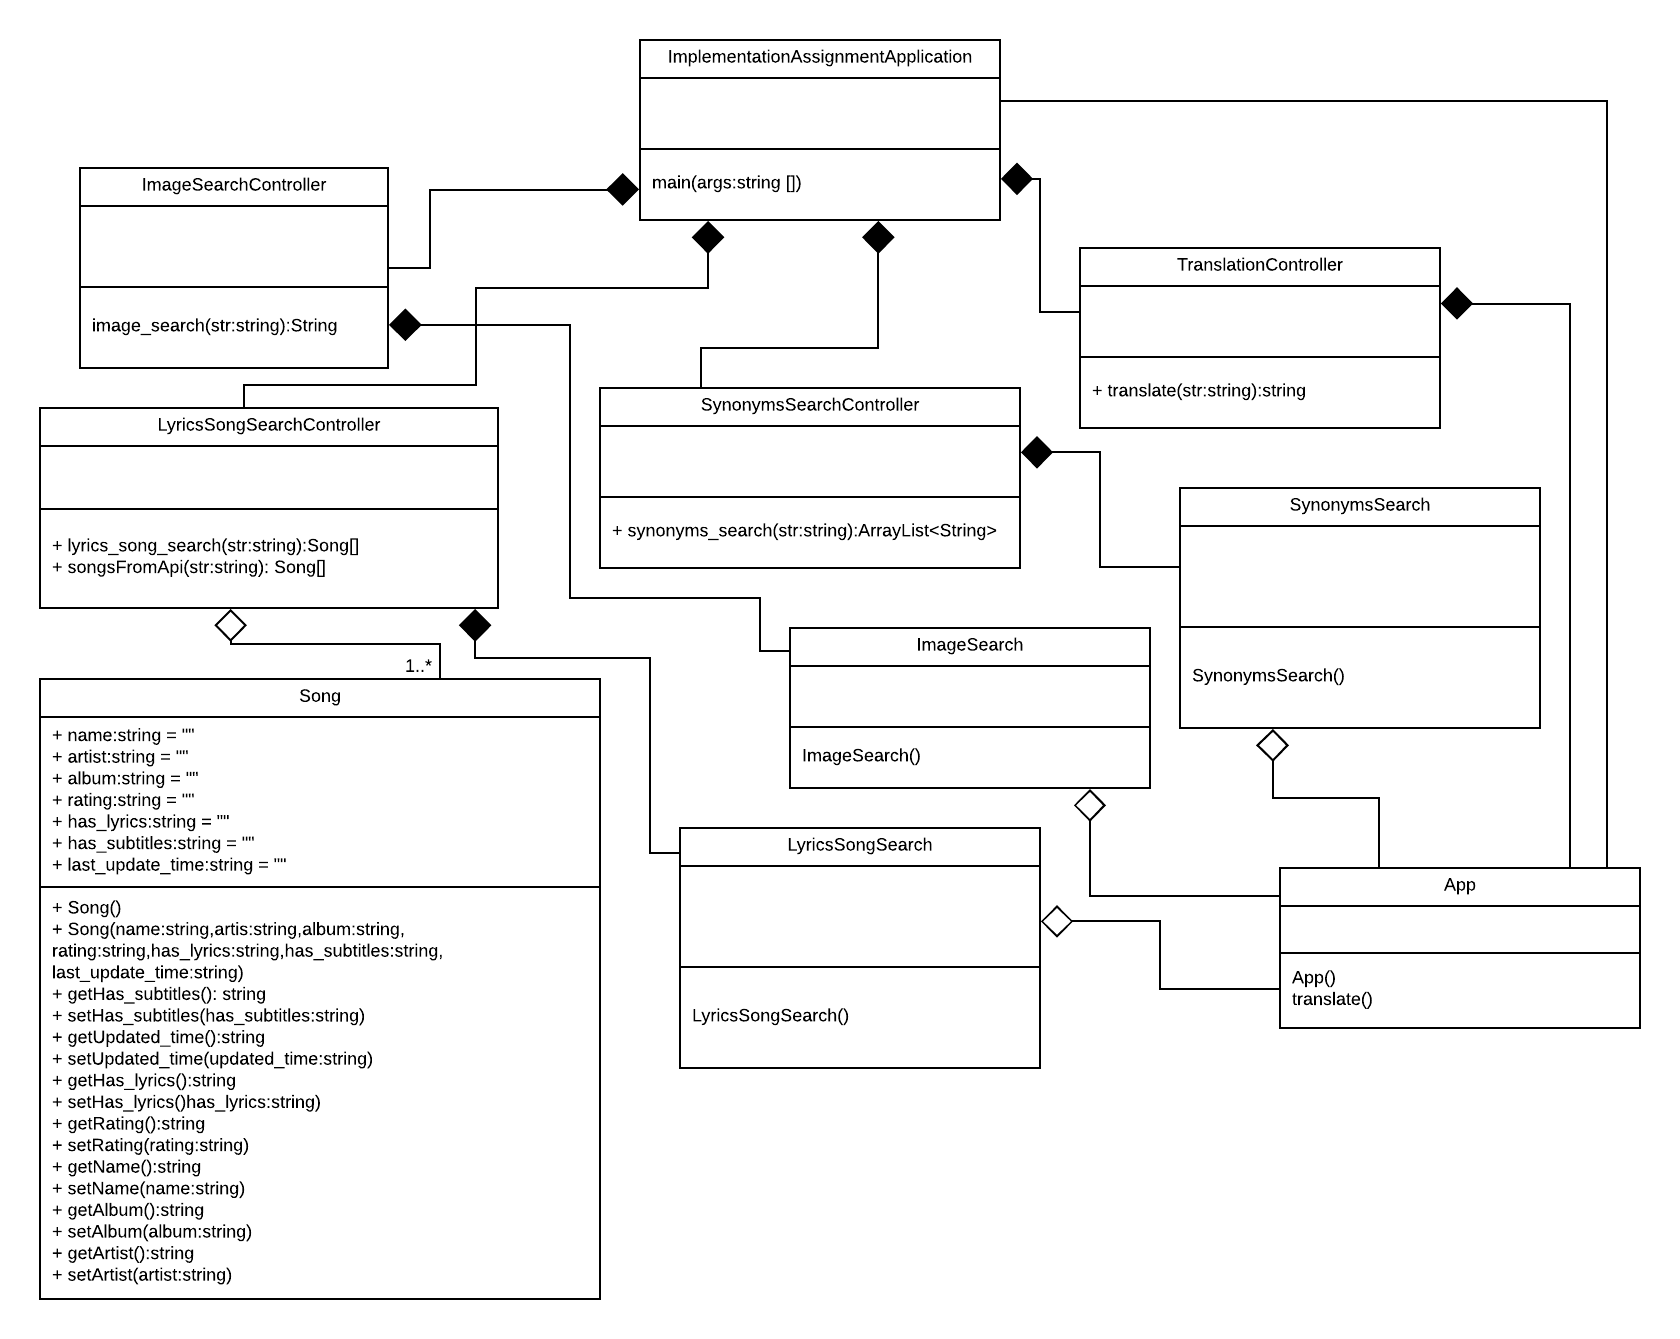 ImplementationAssignmentApplication
main(args:string [])
ImageSearchController
image_search(str:string):String
TranslationController
+ translate(str:string):string
LyricsSongSearchController
+ lyrics_song_search(str:string):Song[]
+ songsFromApi(str:string): Song[]
SynonymsSearchController
+ synonyms_search(str:string):ArrayList<String>
SynonymsSearch
SynonymsSearch()
1..*
Song
+ name:string = ""
+ artist:string = ""
+ album:string = ""
+ rating:string = ""
+ has_lyrics:string = ""
+ has_subtitles:string = ""
+ last_update_time:string = ""
+ Song()
+ Song(name:string,artis:string,album:string,
rating:string,has_lyrics:string,has_subtitles:string,
last_update_time:string)
+ getHas_subtitles(): string
+ setHas_subtitles(has_subtitles:string)
+ getUpdated_time():string
+ setUpdated_time(updated_time:string)
+ getHas_lyrics():string
+ setHas_lyrics()has_lyrics:string)
+ getRating():string
+ setRating(rating:string)
+ getName():string
+ setName(name:string)
+ getAlbum():string
+ setAlbum(album:string)
+ getArtist():string
+ setArtist(artist:string)
ImageSearch
ImageSearch()
LyricsSongSearch
LyricsSongSearch()
App
App()
translate()